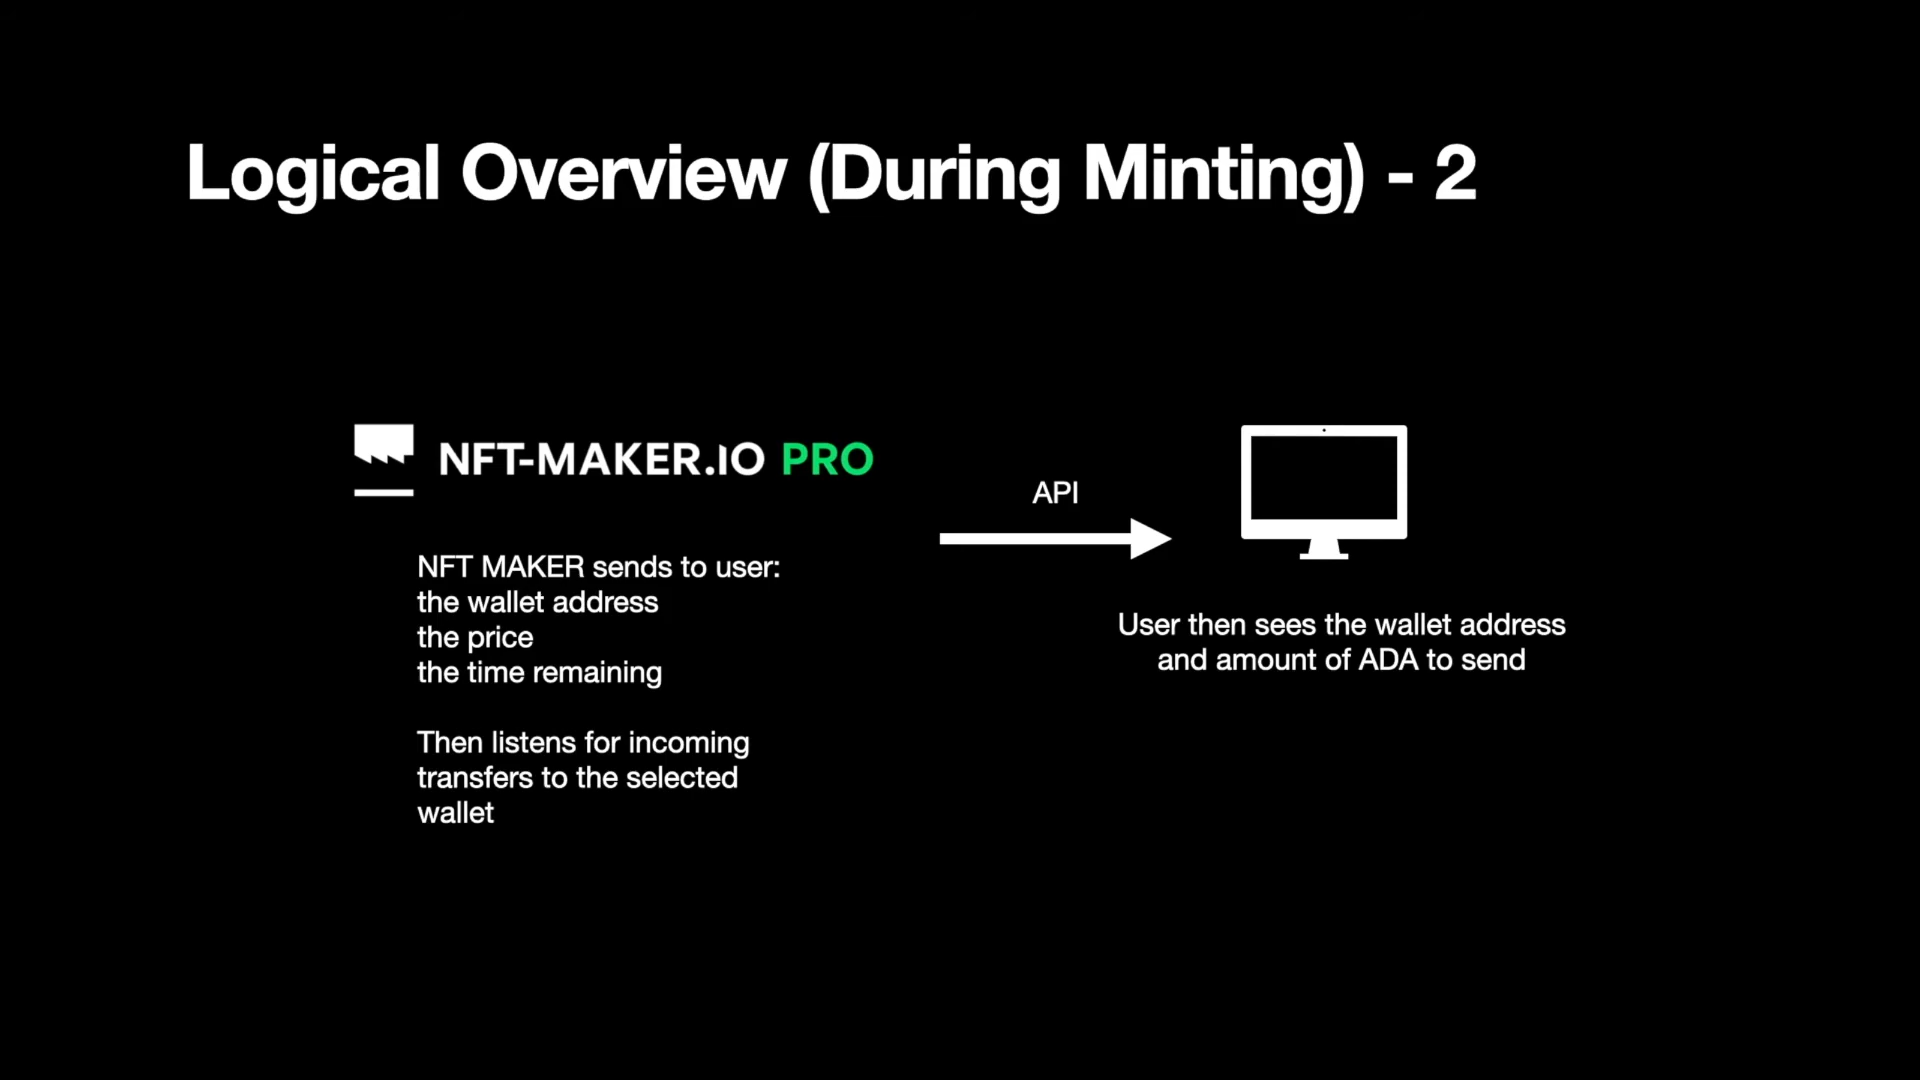 Logical Overview (During Minting) - 2
NFT-MAKER.IO PRO
API
NFT MAKER sends to user:
the wallet address
the price
the time remaining
Then listens for incoming
transfers to the selected
wallet
User then sees the wallet address
and amount of ADA to send